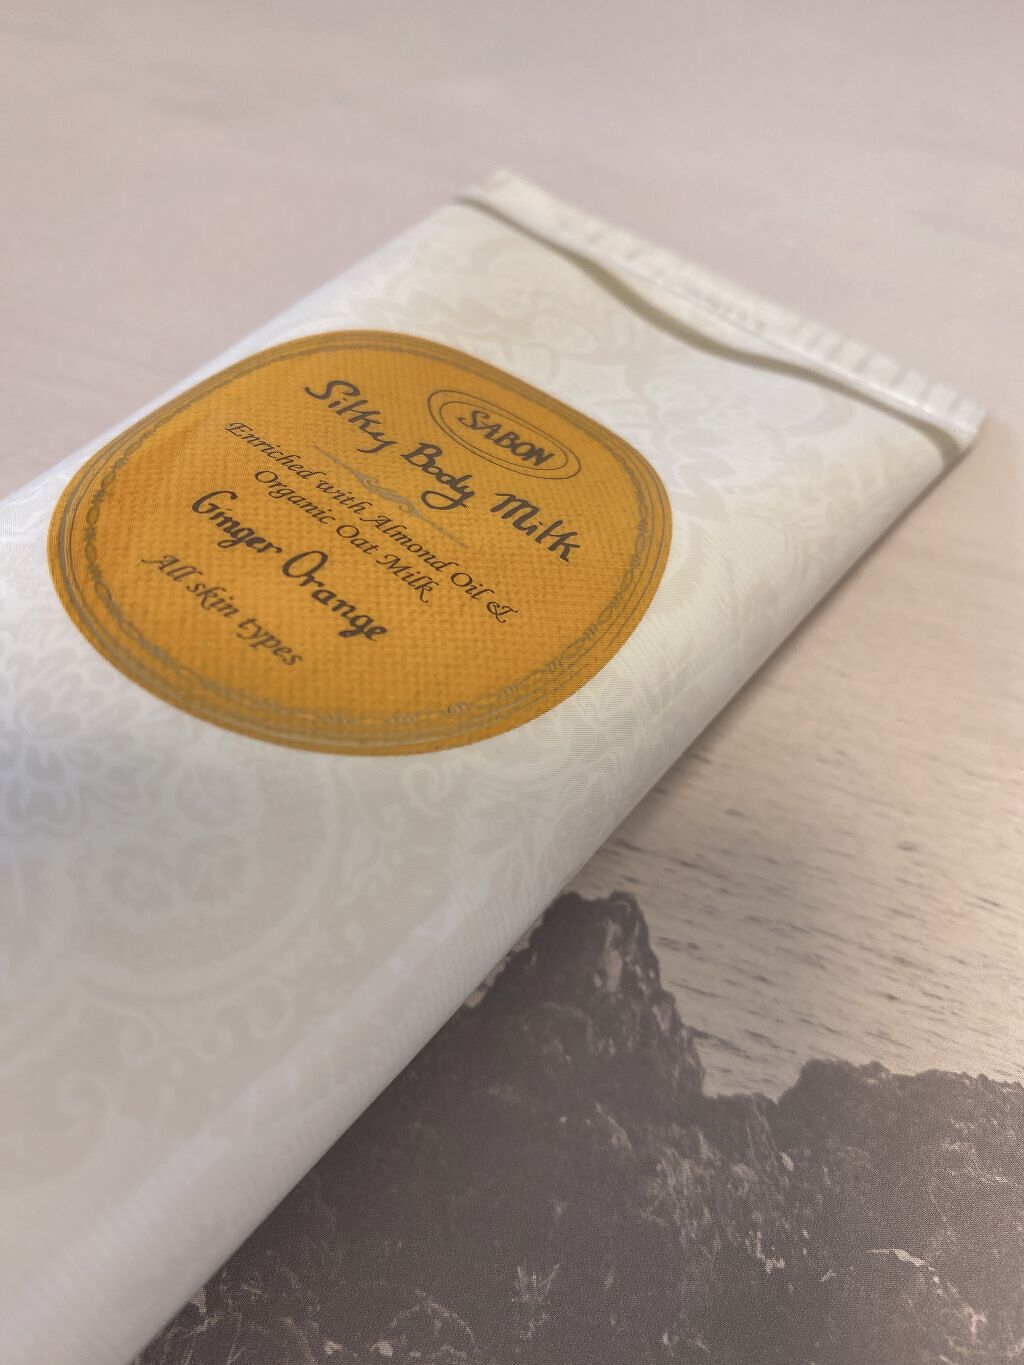 SABON
Silky Body Milk
Enriched with Almond Oil &
Organic Oat Milk
Ginger Orange
All skin types